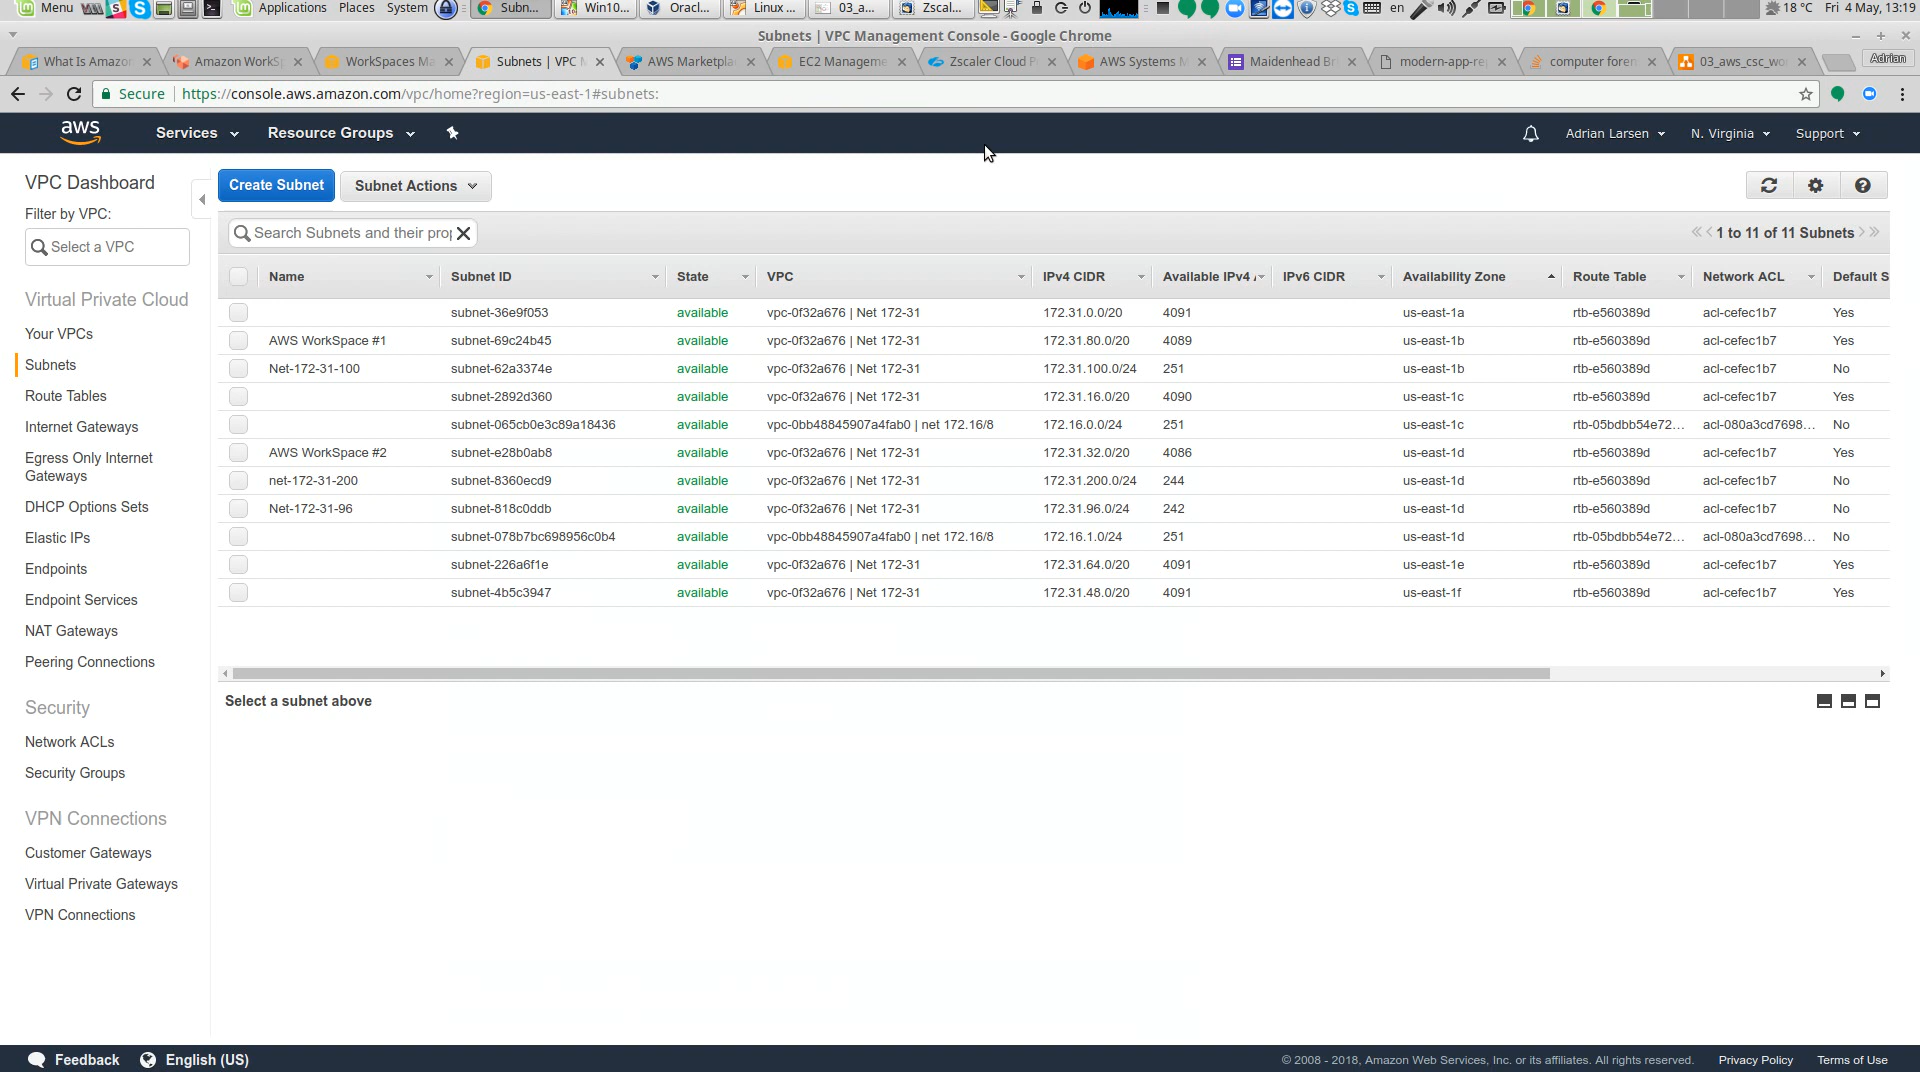 Menu Applications Places System Subn... Win10... Oracl... Linux ... 03_a... Zscal... en 18 °C Fri 4 May, 13:19
Subnets | VPC Management Console - Google Chrome
What Is Amazon Amazon WorkS WorkSpaces Ma Subnets | VPC M AWS Marketpla EC2 Manageme Zscaler Cloud P AWS Systems M Maidenhead Bri modern-app-re computer foren 03_aws_csc_wo Adrian
Secure https://console.aws.amazon.com/vpc/home?region=us-east-1#subnets:
aws Services Resource Groups Adrian Larsen N. Virginia Support
VPC Dashboard
Filter by VPC:
Select a VPC
Virtual Private Cloud
Your VPCs
Subnets
Route Tables
Internet Gateways
Egress Only Internet
Gateways
DHCP Options Sets
Elastic IPs
Endpoints
Endpoint Services
NAT Gateways
Peering Connections
Security
Network ACLs
Security Groups
VPN Connections
Customer Gateways
Virtual Private Gateways
VPN Connections
Create Subnet Subnet Actions
Search Subnets and their prop 1 to 11 of 11 Subnets
Name Subnet ID State VPC IPv4 CIDR Available IPv4 IPv6 CIDR Availability Zone Route Table Network ACL Default S
subnet-36e9f053 available vpc-0f32a676 | Net 172-31 172.31.0.0/20 4091 us-east-1a rtb-e560389d acl-cefec1b7 Yes
AWS WorkSpace #1 subnet-69c24b45 available vpc-0f32a676 | Net 172-31 172.31.80.0/20 4089 us-east-1b rtb-e560389d acl-cefec1b7 Yes
Net-172-31-100 subnet-62a3374e available vpc-0f32a676 | Net 172-31 172.31.100.0/24 251 us-east-1b rtb-e560389d acl-cefec1b7 No
subnet-2892d360 available vpc-0f32a676 | Net 172-31 172.31.16.0/20 4090 us-east-1c rtb-e560389d acl-cefec1b7 Yes
subnet-065cb0e3c89a18436 available vpc-0bb48845907a4fab0 | net 172.16/8 172.16.0.0/24 251 us-east-1c rtb-05bdbb54e72... acl-080a3cd7698... No
AWS WorkSpace #2 subnet-e28b0ab8 available vpc-0f32a676 | Net 172-31 172.31.32.0/20 4086 us-east-1d rtb-e560389d acl-cefec1b7 Yes
net-172-31-200 subnet-8360ecd9 available vpc-0f32a676 | Net 172-31 172.31.200.0/24 244 us-east-1d rtb-e560389d acl-cefec1b7 No
Net-172-31-96 subnet-818c0ddb available vpc-0f32a676 | Net 172-31 172.31.96.0/24 242 us-east-1d rtb-e560389d acl-cefec1b7 No
subnet-078b7bc698956c0b4 available vpc-0bb48845907a4fab0 | net 172.16/8 172.16.1.0/24 251 us-east-1d rtb-05bdbb54e72... acl-080a3cd7698... No
subnet-226a6f1e available vpc-0f32a676 | Net 172-31 172.31.64.0/20 4091 us-east-1e rtb-e560389d acl-cefec1b7 Yes
subnet-4b5c3947 available vpc-0f32a676 | Net 172-31 172.31.48.0/20 4091 us-east-1f rtb-e560389d acl-cefec1b7 Yes
Select a subnet above
Feedback English (US) © 2008 - 2018, Amazon Web Services, Inc. or its affiliates. All rights reserved. Privacy Policy Terms of Use